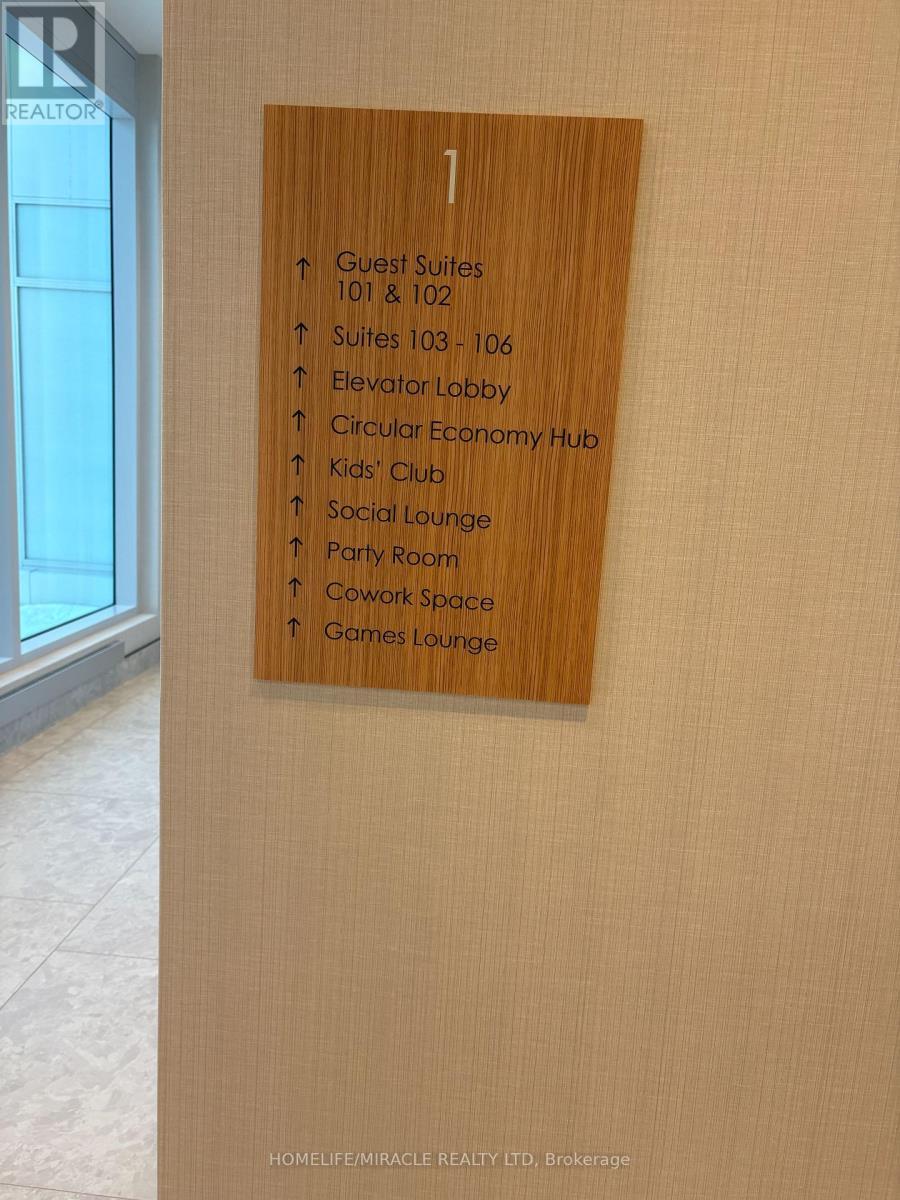 REALTOR®
1
↑ Guest Suites
101 & 102
↑ Suites 103 - 106
↑ Elevator Lobby
↑ Circular Economy Hub
↑ Kids' Club
↑ Social Lounge
↑ Party Room
↑ Cowork Space
↑ Games Lounge
HOMELIFE/MIRACLE REALTY LTD, Brokerage